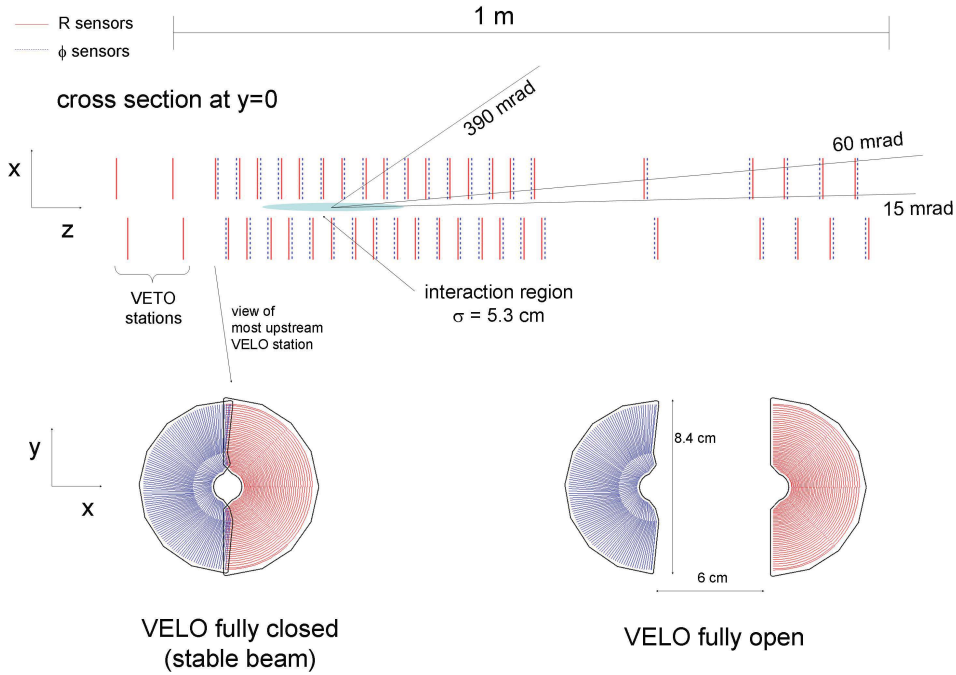 R sensors
ϕ sensors
1 m
cross section at y=0
390 mrad
60 mrad
15 mrad
x
z
VETO
stations
view of
most upstream
VELO station
interaction region
σ = 5.3 cm
y
x
8.4 cm
6 cm
VELO fully closed
(stable beam)
VELO fully open